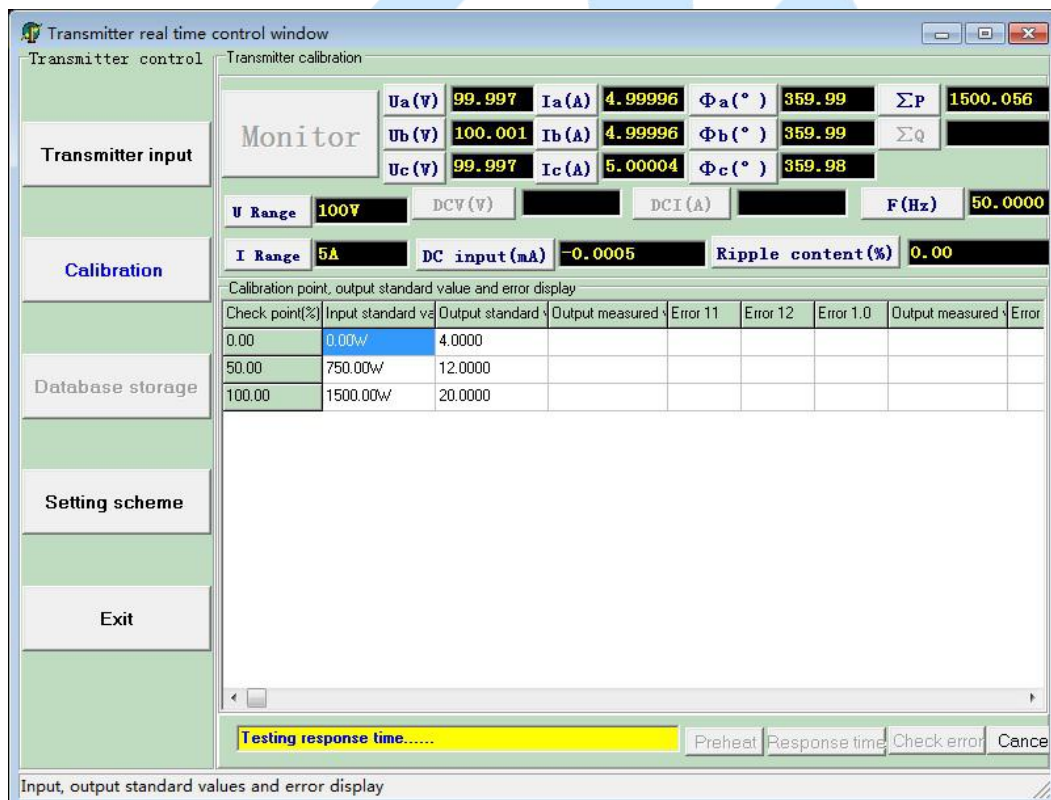 Transmitter real time control window
Transmitter control
Transmitter calibration
Monitor
Ua(V) 99.997 Ia(A) 4.99996 Φa(°) 359.99 ΣP 1500.056
Ub(V) 100.001 Ib(A) 4.99996 Φb(°) 359.99 ΣQ
Uc(V) 99.997 Ic(A) 5.00004 Φc(°) 359.98
U Range 100V DCV(V) DCI(A) F(Hz) 50.0000
I Range 5A DC input(mA) -0.0005 Ripple content(%) 0.00
Transmitter input
Calibration
Database storage
Setting scheme
Exit
Calibration point, output standard value and error display
Check point(%) Input standard va Output standard v Output measured v Error 11 Error 12 Error 1.0 Output measured v Error
0.00 0.00W 4.0000
50.00 750.00W 12.0000
100.00 1500.00W 20.0000
Testing response time......
Preheat Response time Check error Cance
Input, output standard values and error display